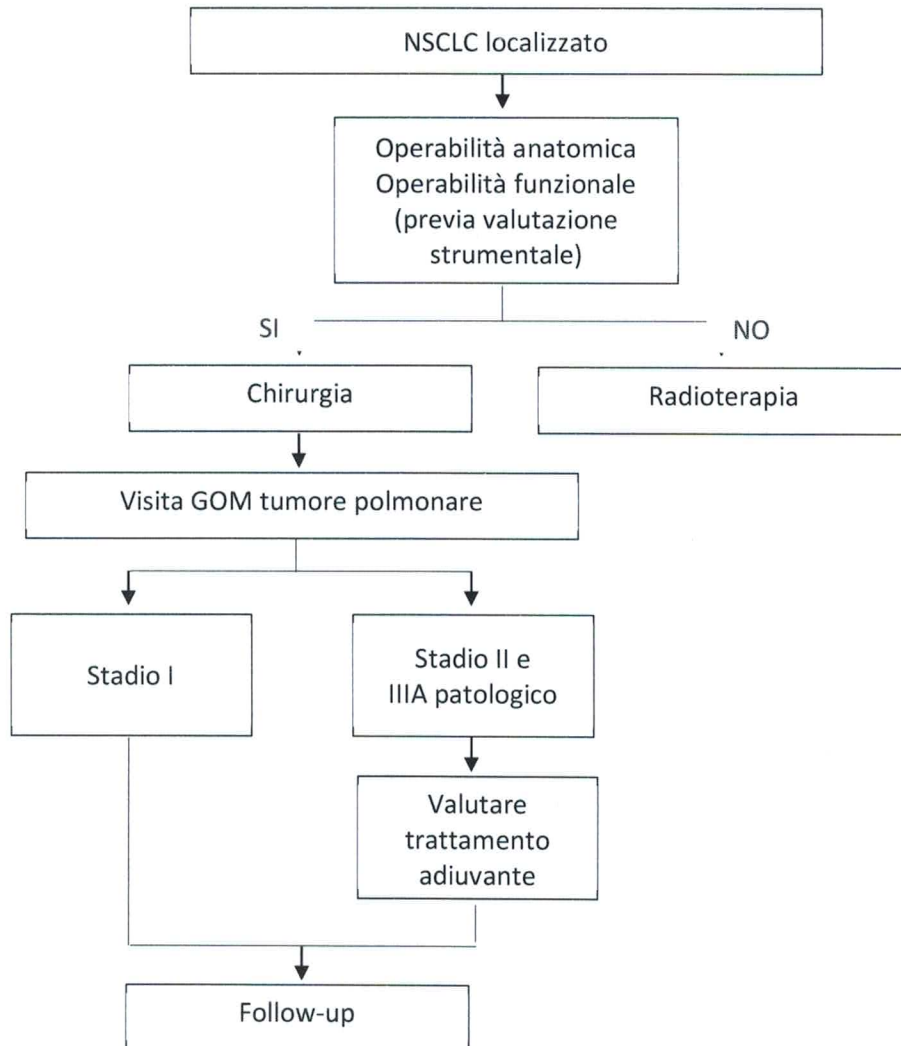 NSCLC localizzato
Operabilità anatomica
Operabilità funzionale
(previa valutazione
strumentale)
SI
NO
Chirurgia
Radioterapia
Visita GOM tumore polmonare
Stadio I
Stadio II e
IIIA patologico
Valutare
trattamento
adiuvante
Follow-up